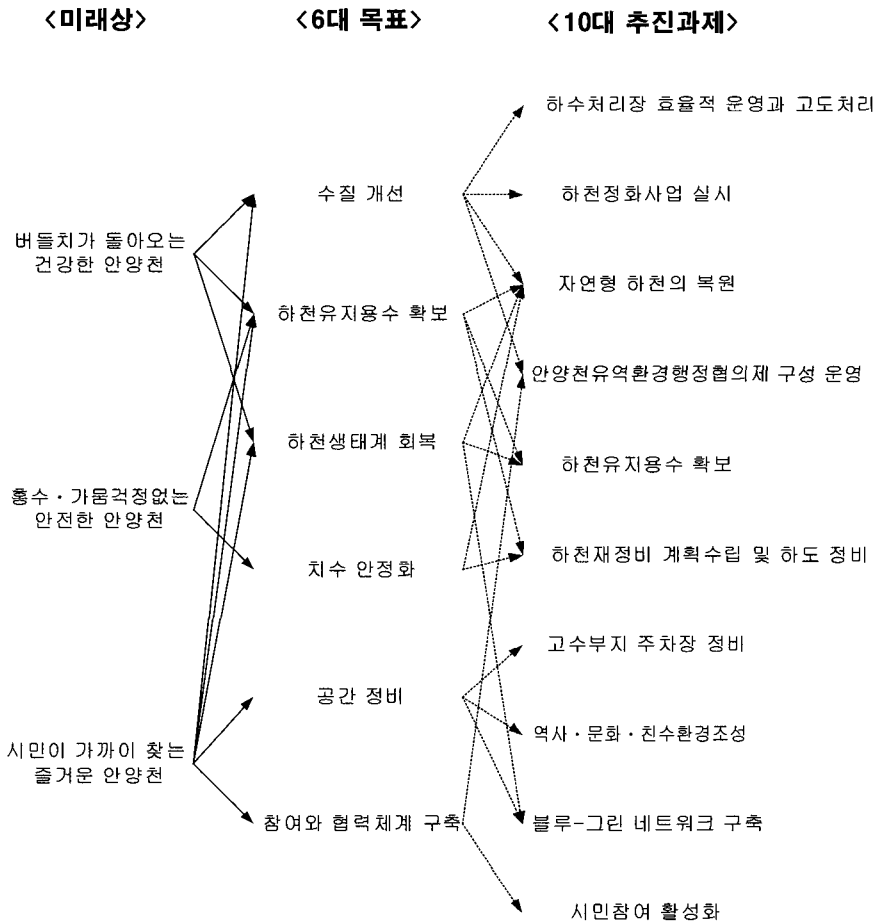 <미래상>
<6대 목표>
<10대 추진과제>
버들치가 돌아오는
건강한 안양천
홍수·가뭄걱정없는
안전한 안양천
시민이 가까이 찾는
즐거운 안양천
수질 개선
하천유지용수 확보
하천생태계 회복
치수 안정화
공간 정비
참여와 협력체계 구축
하수처리장 효율적 운영과 고도처리
하천정화사업 실시
자연형 하천의 복원
안양천유역환경행정협의제 구성 운영
하천유지용수 확보
하천재정비 계획수립 및 하도 정비
고수부지 주차장 정비
역사·문화·친수환경조성
블루-그린 네트워크 구축
시민참여 활성화